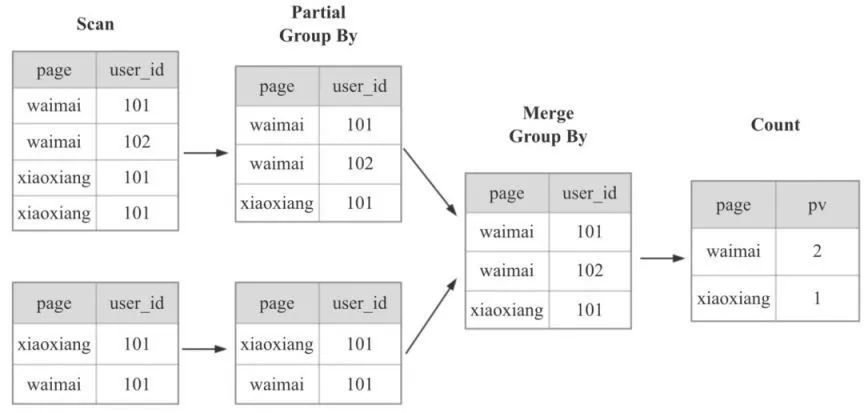 Scan
page user_id
waimai 101
waimai 102
xiaoxiang 101
xiaoxiang 101
page user_id
xiaoxiang 101
waimai 101
Partial
Group By
page user_id
waimai 101
waimai 102
xiaoxiang 101
page user_id
xiaoxiang 101
waimai 101
Merge
Group By
page user_id
waimai 101
waimai 102
xiaoxiang 101
Count
page pv
waimai 2
xiaoxiang 1